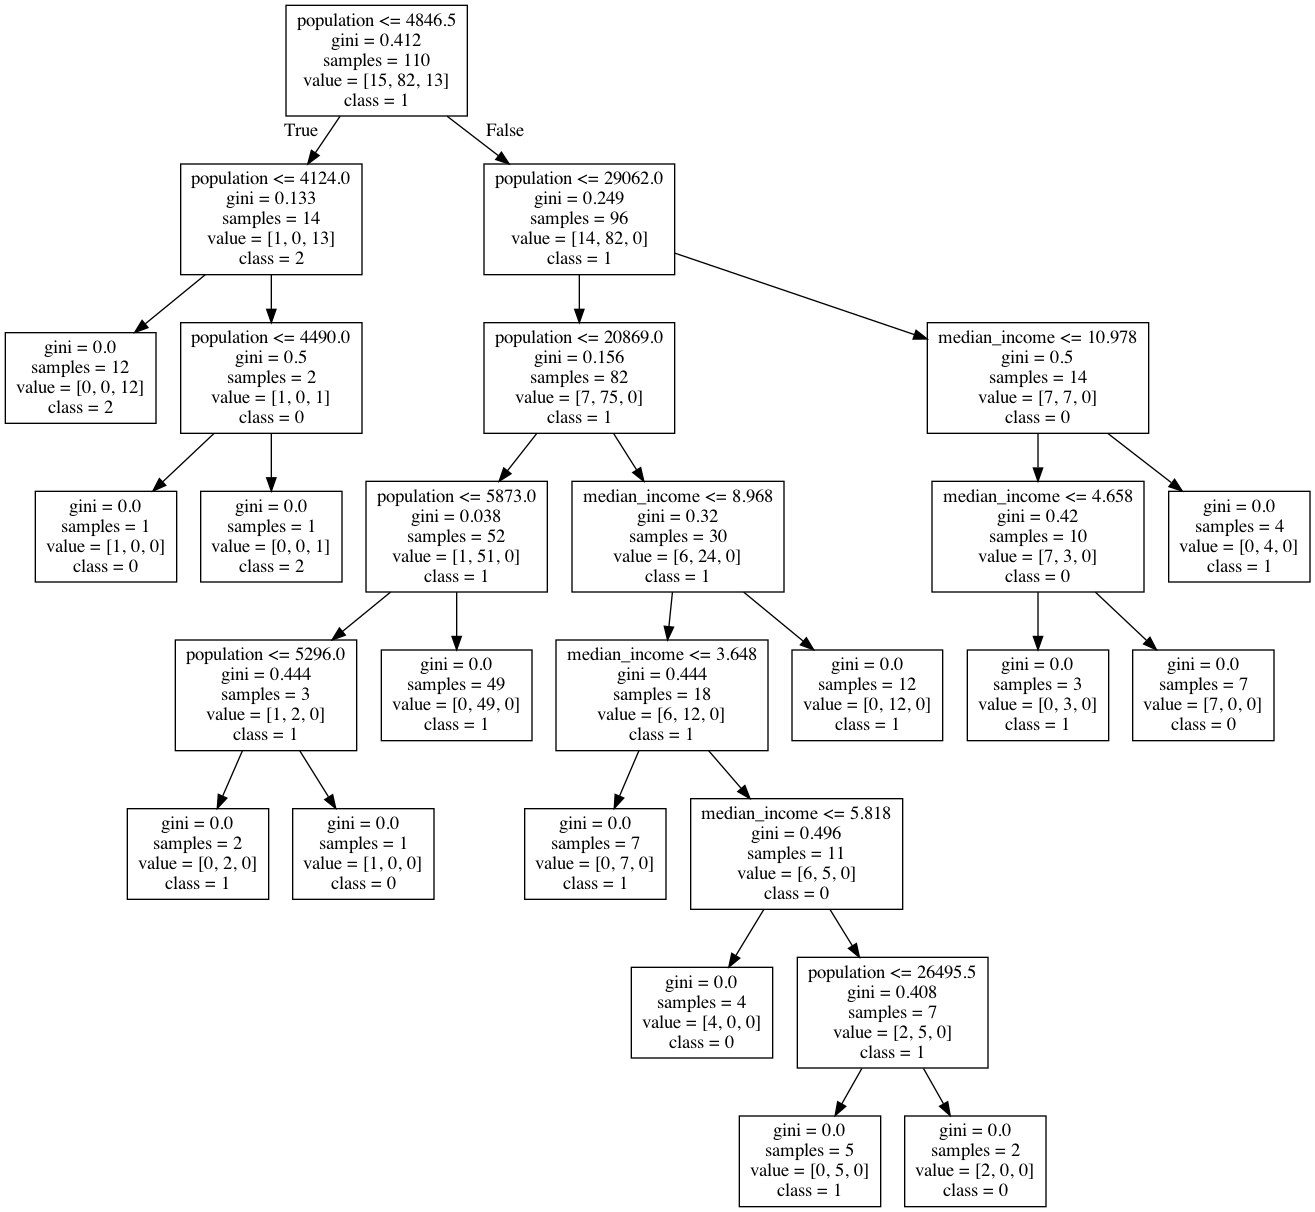 population <= 4846.5
gini = 0.412
samples = 110
value = [15, 82, 13]
class = 1
True
False
population <= 4124.0
gini = 0.133
samples = 14
value = [1, 0, 13]
class = 2
population <= 29062.0
gini = 0.249
samples = 96
value = [14, 82, 0]
class = 1
gini = 0.0
samples = 12
value = [0, 0, 12]
class = 2
population <= 4490.0
gini = 0.5
samples = 2
value = [1, 0, 1]
class = 0
population <= 20869.0
gini = 0.156
samples = 82
value = [7, 75, 0]
class = 1
median_income <= 10.978
gini = 0.5
samples = 14
value = [7, 7, 0]
class = 0
gini = 0.0
samples = 1
value = [1, 0, 0]
class = 0
gini = 0.0
samples = 1
value = [0, 0, 1]
class = 2
population <= 5873.0
gini = 0.038
samples = 52
value = [1, 51, 0]
class = 1
median_income <= 8.968
gini = 0.32
samples = 30
value = [6, 24, 0]
class = 1
median_income <= 4.658
gini = 0.42
samples = 10
value = [7, 3, 0]
class = 0
gini = 0.0
samples = 4
value = [0, 4, 0]
class = 1
population <= 5296.0
gini = 0.444
samples = 3
value = [1, 2, 0]
class = 1
gini = 0.0
samples = 49
value = [0, 49, 0]
class = 1
median_income <= 3.648
gini = 0.444
samples = 18
value = [6, 12, 0]
class = 1
gini = 0.0
samples = 12
value = [0, 12, 0]
class = 1
gini = 0.0
samples = 3
value = [0, 3, 0]
class = 1
gini = 0.0
samples = 7
value = [7, 0, 0]
class = 0
gini = 0.0
samples = 2
value = [0, 2, 0]
class = 1
gini = 0.0
samples = 1
value = [1, 0, 0]
class = 0
gini = 0.0
samples = 7
value = [0, 7, 0]
class = 1
median_income <= 5.818
gini = 0.496
samples = 11
value = [6, 5, 0]
class = 0
gini = 0.0
samples = 4
value = [4, 0, 0]
class = 0
population <= 26495.5
gini = 0.408
samples = 7
value = [2, 5, 0]
class = 1
gini = 0.0
samples = 5
value = [0, 5, 0]
class = 1
gini = 0.0
samples = 2
value = [2, 0, 0]
class = 0